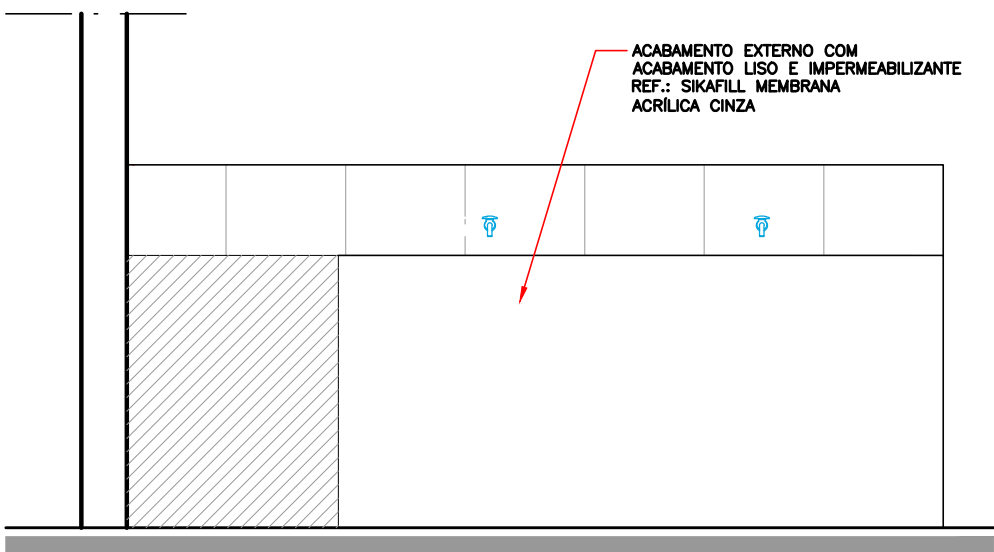 ACABAMENTO EXTERNO COM
ACABAMENTO LISO E IMPERMEABILIZANTE
REF.: SIKAFILL MEMBRANA
ACRÍLICA CINZA